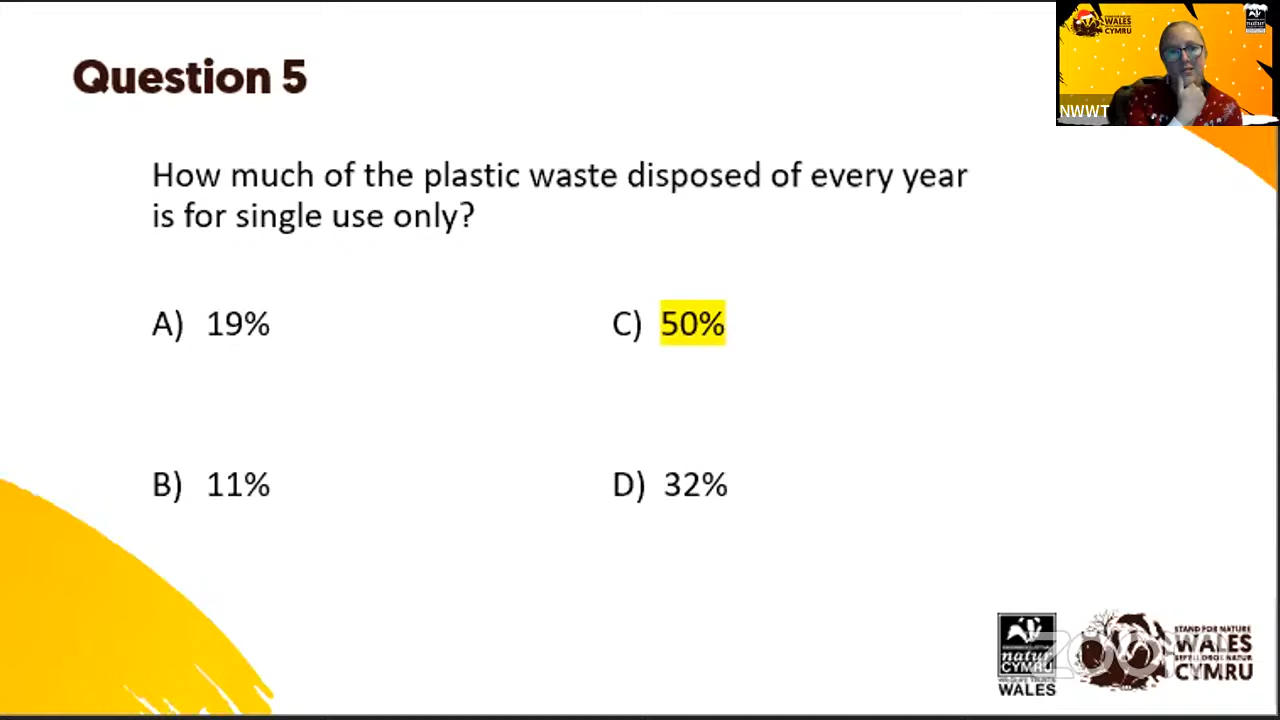 Question 5
How much of the plastic waste disposed of every year
is for single use only?
A) 19%
C) 50%
B) 11%
D) 32%
WALES
CYMRU
NWWT
natur
CYMRU
WALES
STAND FOR NATURE
WALES
CYMRU
zoom